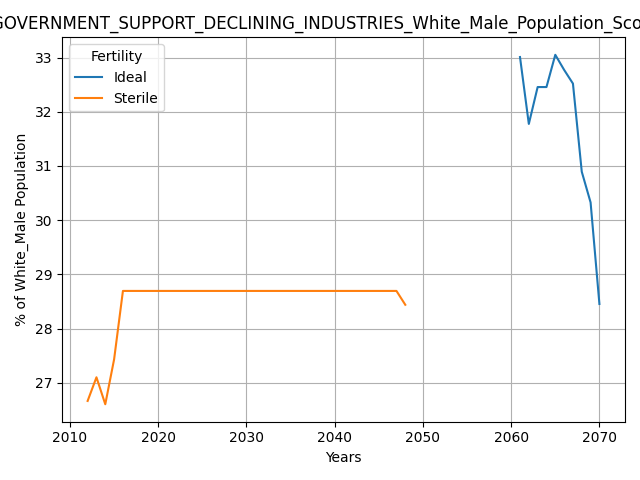 GOVERNMENT_SUPPORT_DECLINING_INDUSTRIES_White_Male_Population_Sco
Fertility
Ideal
Sterile
33
32
31
30
29
28
27
% of White_Male Population
2010 2020 2030 2040 2050 2060 2070
Years